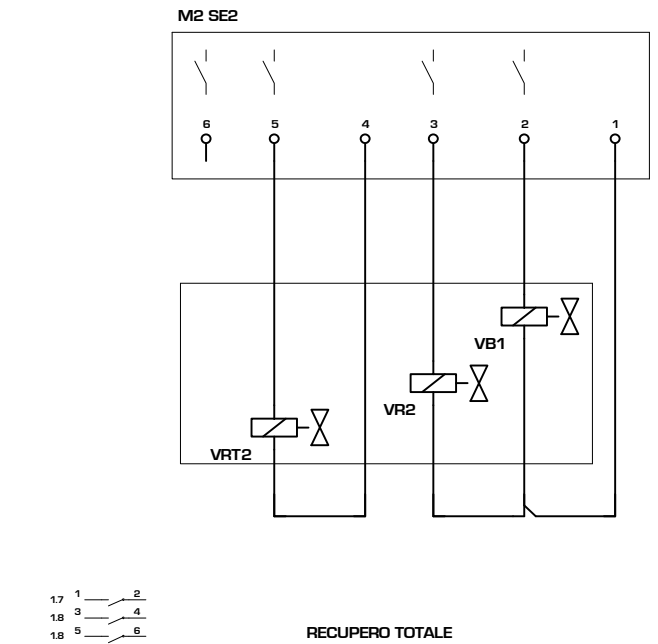 M2 SE2
6 5 4 3 2 1
VB1
VR2
VRT2
1.7 1 2
1.8 3 4
1.8 5 6
RECUPERO TOTALE